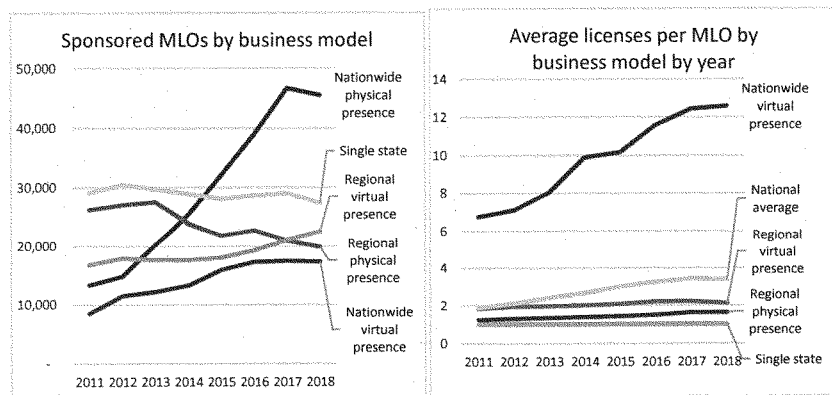 Sponsored MLOs by business model
50,000
40,000
30,000
20,000
10,000
-
2011 2012 2013 2014 2015 2016 2017 2018
Nationwide
physical
presence
Single state
Regional
virtual
presence
Regional
physical
presence
Nationwide
virtual
presence
Average licenses per MLO by
business model by year
14
12
10
8
6
4
2
0
2011 2012 2013 2014 2015 2016 2017 2018
Nationwide
virtual
presence
National
average
Regional
virtual
presence
Regional
physical
presence
Single state